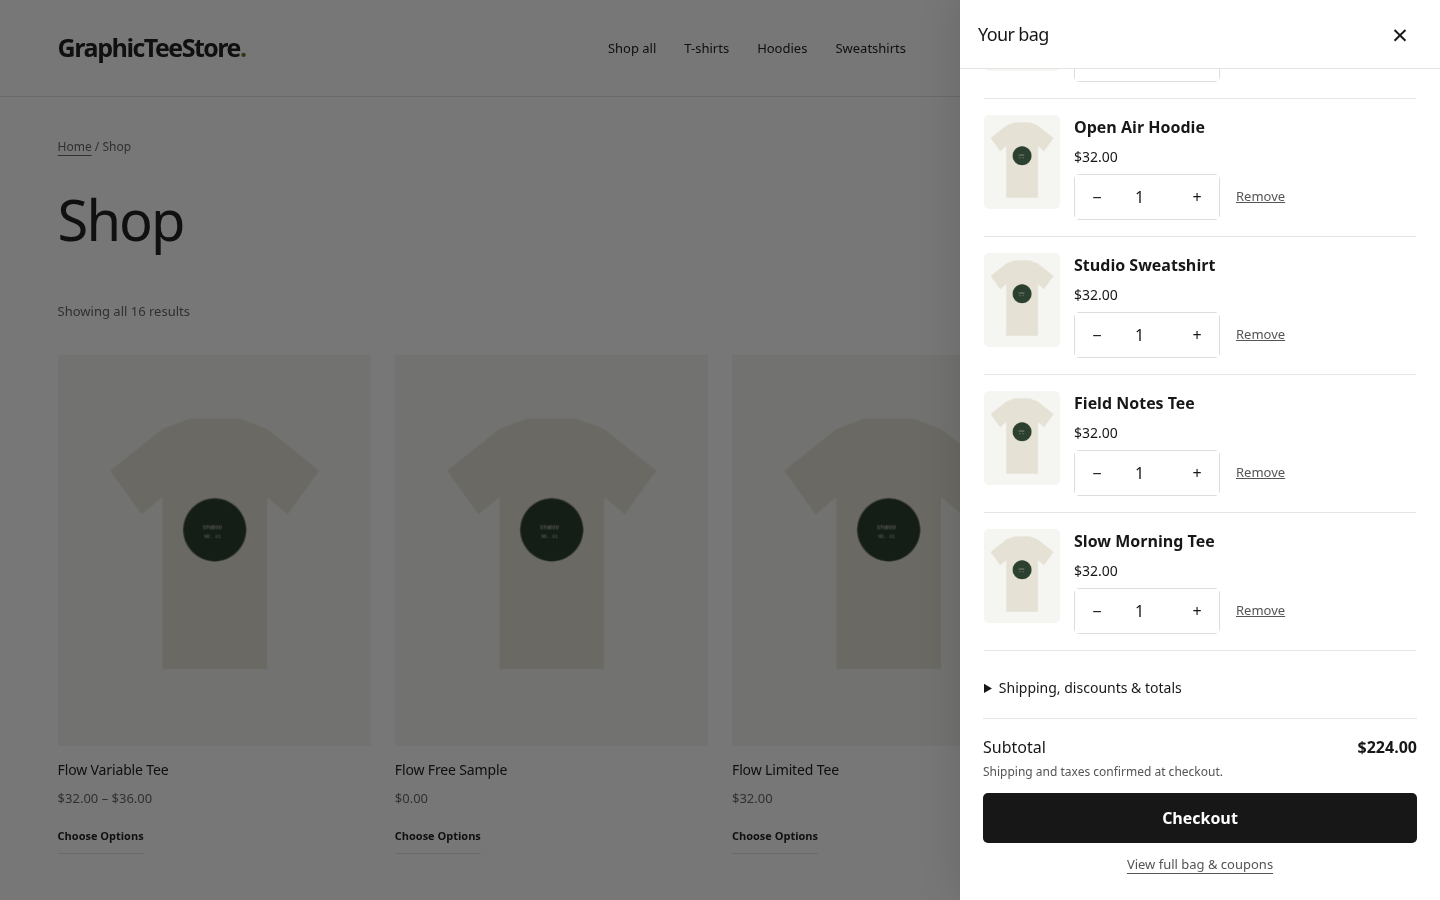 GraphicTeeStore.
Shop all
T-shirts
Hoodies
Sweatshirts
Home / Shop
Shop
Showing all 16 results
Flow Variable Tee
$32.00 – $36.00
Choose Options
Flow Free Sample
$0.00
Choose Options
Flow Limited Tee
$32.00
Choose Options
Your bag
✕
Open Air Hoodie
$32.00
− 1 + Remove
Studio Sweatshirt
$32.00
− 1 + Remove
Field Notes Tee
$32.00
− 1 + Remove
Slow Morning Tee
$32.00
− 1 + Remove
Shipping, discounts & totals
Subtotal $224.00
Shipping and taxes confirmed at checkout.
Checkout
View full bag & coupons